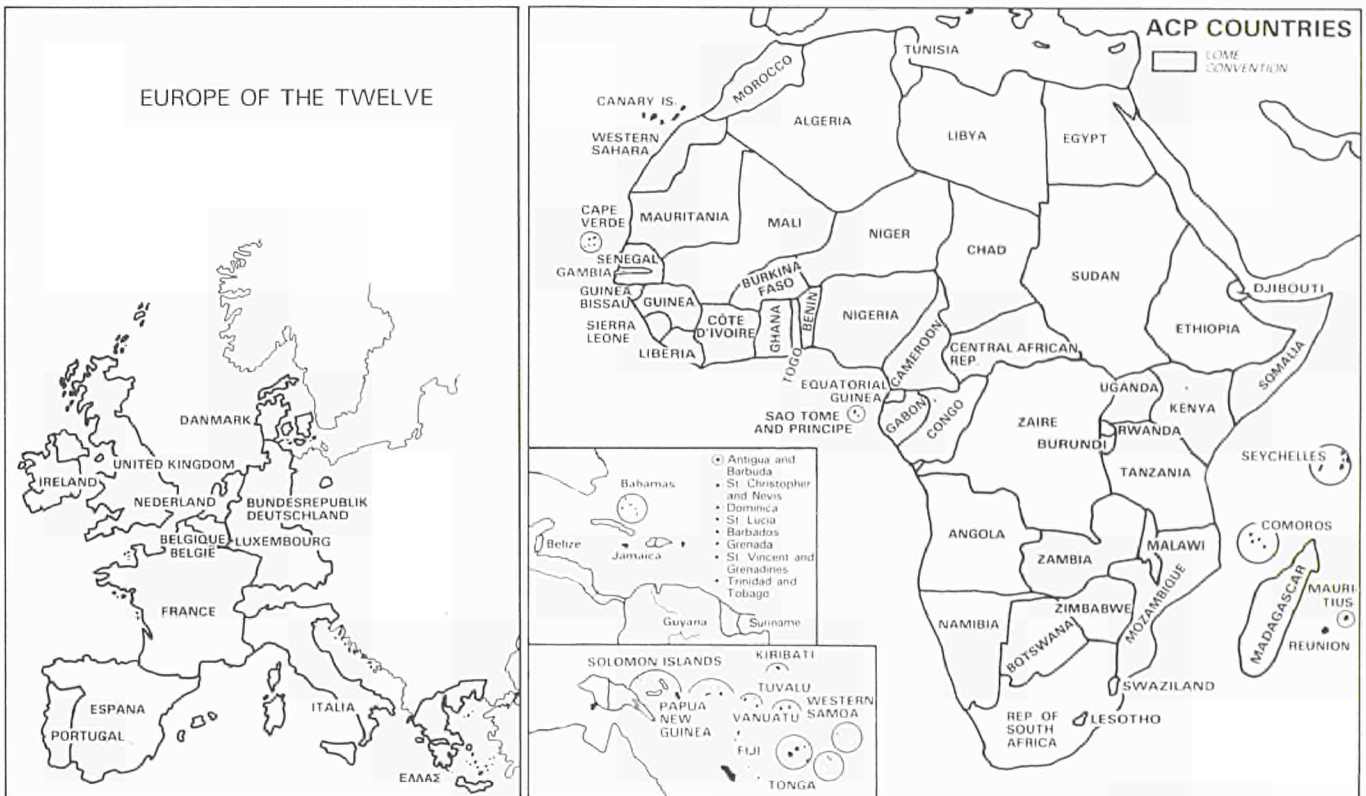 EUROPE OF THE TWELVE
DANMARK
UNITED KINGDOM
IRELAND
NEDERLAND
BUNDESREPUBLIK
DEUTSCHLAND
BELGIQUE
BELGIË
LUXEMBOURG
FRANCE
ESPANA
PORTUGAL
ITALIA
ΕΛΛΑΣ
ACP COUNTRIES
LOME
CONVENTION
TUNISIA
MOROCCO
CANARY IS.
ALGERIA
LIBYA
EGYPT
WESTERN
SAHARA
CAPE
VERDE
MAURITANIA
MALI
NIGER
CHAD
SUDAN
SENEGAL
GAMBIA
GUINEA
BISSAU
GUINEA
SIERRA
LEONE
LIBERIA
CÔTE
D'IVOIRE
BURKINA
FASO
GHANA
TOGO
BENIN
NIGERIA
CAMEROON
CENTRAL AFRICAN
REP.
DJIBOUTI
ETHIOPIA
SOMALIA
EQUATORIAL
GUINEA
SAO TOME
AND PRINCIPE
GABON
CONGO
ZAIRE
UGANDA
KENYA
RWANDA
BURUNDI
TANZANIA
SEYCHELLES
COMOROS
ANGOLA
ZAMBIA
MALAWI
MOZAMBIQUE
MADAGASCAR
MAURI-
TIUS
REUNION
NAMIBIA
BOTSWANA
ZIMBABWE
SWAZILAND
LESOTHO
REP OF
SOUTH
AFRICA
Bahamas
Belize
Jamaica
Guyana
Suriname
Antigua and
Barbuda
St. Christopher
and Nevis
Dominica
St. Lucia
Barbados
Grenada
St. Vincent and
Grenadines
Trinidad and
Tobago
SOLOMON ISLANDS
KIRIBATI
TUVALU
PAPUA
NEW
GUINEA
VANUATU
WESTERN
SAMOA
FIJI
TONGA